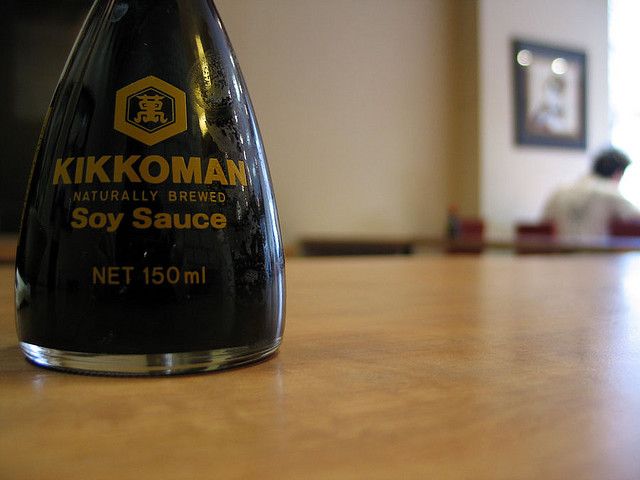 萬
KIKKOMAN
NATURALLY BREWED
Soy Sauce
NET 150ml